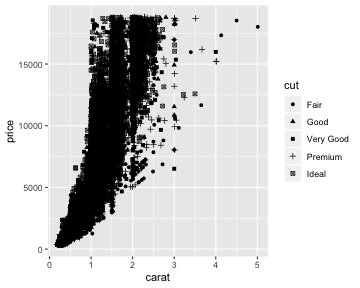 15000
10000
5000
0
price
0
1
2
3
4
5
carat
cut
Fair
Good
Very Good
Premium
Ideal